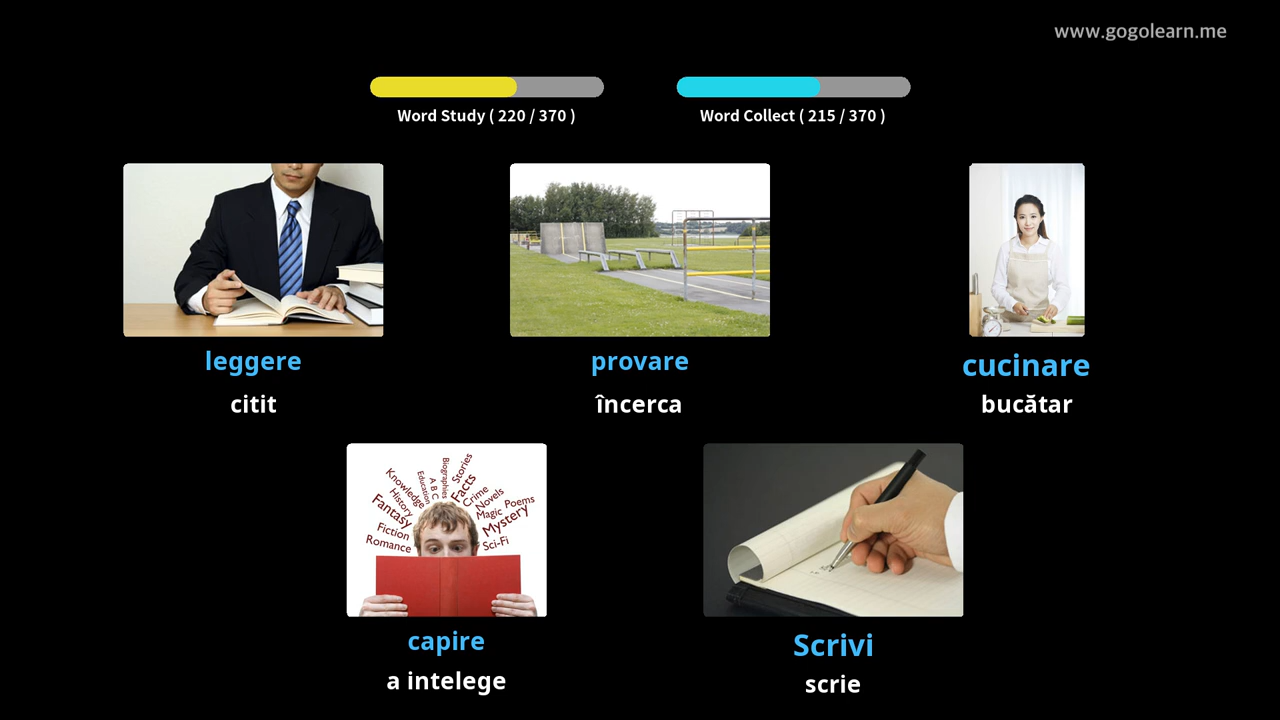 www.gogolearn.me
Word Study ( 220 / 370 )
Word Collect ( 215 / 370 )
leggere
citit
provare
încerca
cucinare
bucătar
Knowledge
History
Education
A B C
Biographies
Stories
Facts
Crime
Novels
Magic
Poems
Fantasy
Mystery
Fiction
Romance
Sci-Fi
capire
a intelege
Scrivi
scrie